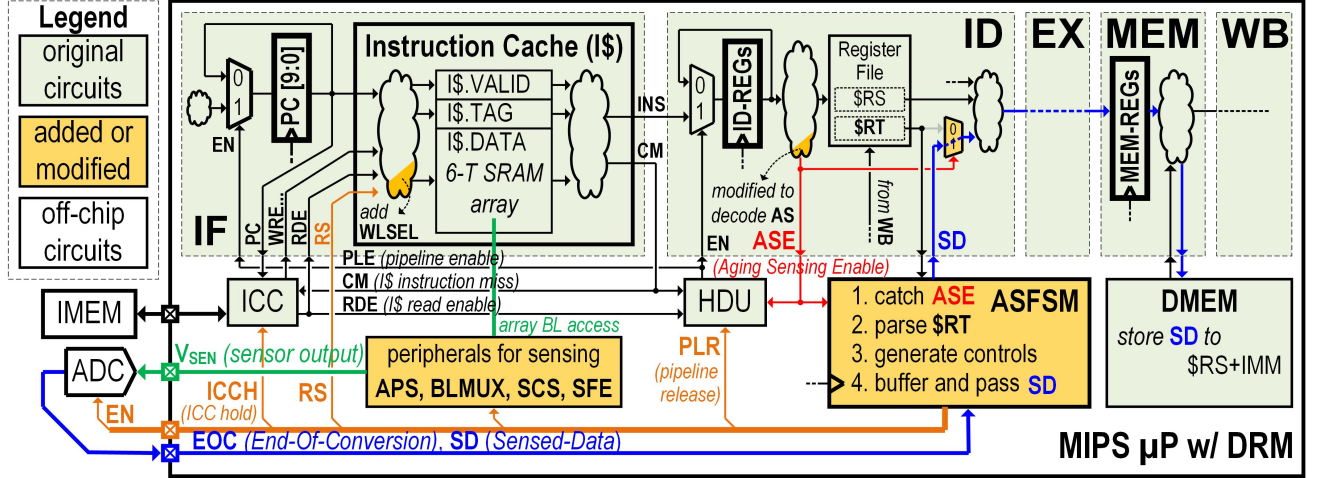 Legend
original
circuits
added or
modified
off-chip
circuits
IF
ID
EX
MEM
WB
0
1
EN
PC [9:0]
Instruction Cache (I$)
I$.VALID
I$.TAG
I$.DATA
6-T SRAM
array
add
WLSEL
INS
CM
PC
WRE...
RDE
RS
0
1
EN
ID-REGs
modified to
decode AS
Register
File
$RS
$RT
from WB
0
1
MEM-REGs
ASE
(Aging Sensing Enable)
SD
PLE (pipeline enable)
CM (I$ instruction miss)
RDE (I$ read enable)
ICC
HDU
IMEM
ADC
EN
VSEN (sensor output)
array BL access
peripherals for sensing
APS, BLMUX, SCS, SFE
ICCH
(ICC hold)
RS
PLR
(pipeline
release)
ASFSM
1. catch ASE
2. parse $RT
3. generate controls
4. buffer and pass SD
DMEM
store SD to
$RS+IMM
EOC (End-Of-Conversion), SD (Sensed-Data)
MIPS µP w/ DRM